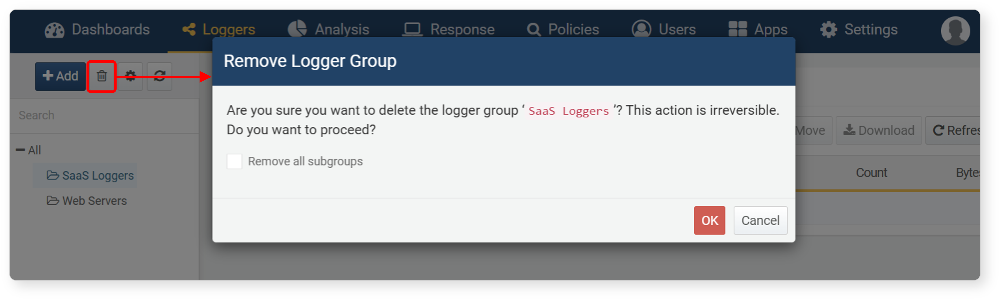 Dashboards Loggers Analysis Response Policies Users Apps Settings
Remove Logger Group
Add
Search
All
SaaS Loggers
Web Servers
Are you sure you want to delete the logger group ‘ SaaS Loggers ’? This action is irreversible.
Do you want to proceed?
Remove all subgroups
OK Cancel
Move Download Refres
Count Bytes